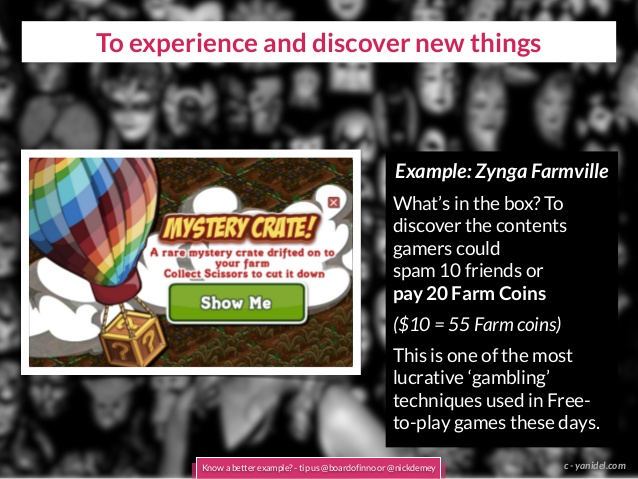 To experience and discover new things
MYSTERY CRATE!
A rare mystery crate drifted on to
your farm
Collect Scissors to cut it down
Show Me
? ?
Example: Zynga Farmville
What's in the box? To
discover the contents
gamers could
spam 10 friends or
pay 20 Farm Coins
($10 = 55 Farm coins)
This is one of the most
lucrative ‘gambling’
techniques used in Free-
to-play games these days.
Know a better example? - tip us @boardofinno or @nickdemey
c - yanidel.com